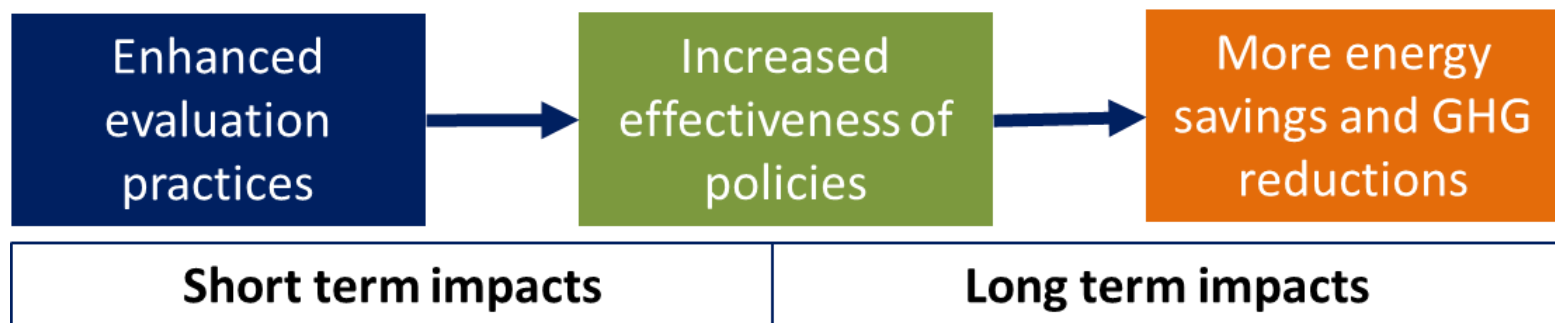 Enhanced
evaluation
practices
Increased
effectiveness of
policies
More energy
savings and GHG
reductions
Short term impacts
Long term impacts